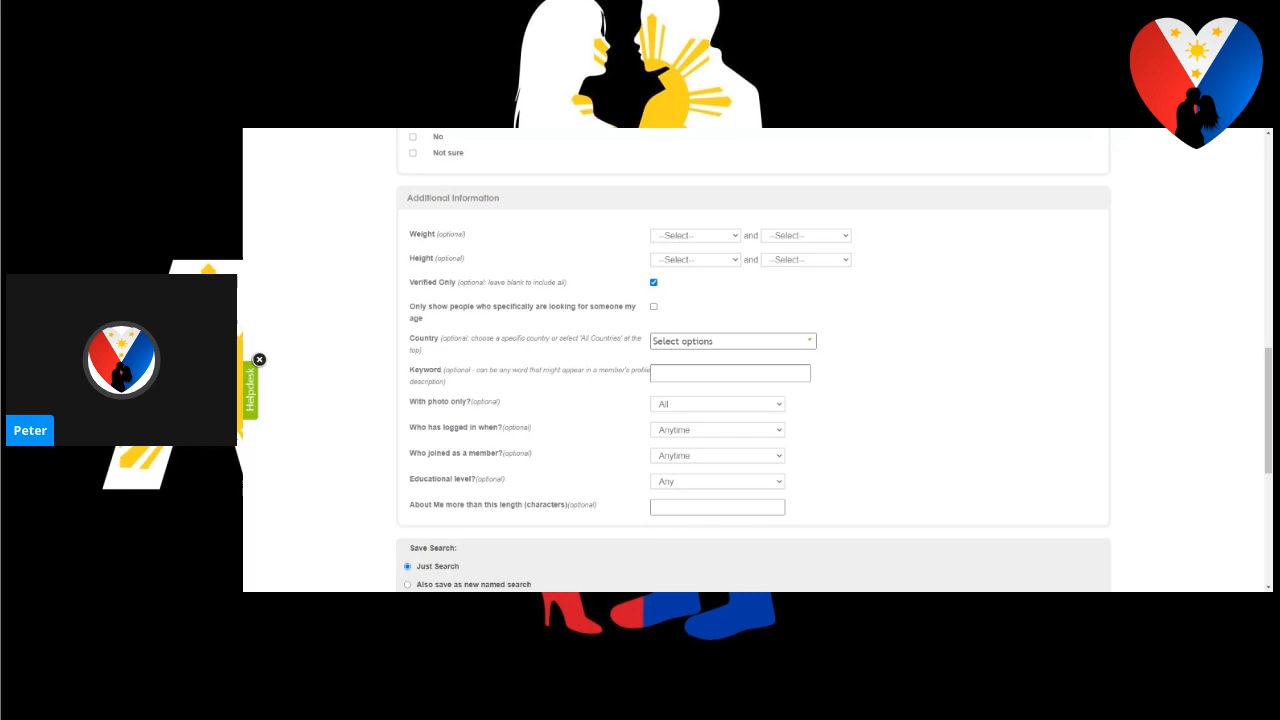 No
Not sure
Additional Information
Weight (optional) --Select-- and --Select--
Height (optional) --Select-- and --Select--
Verified Only (optional: leave blank to include all)
Only show people who specifically are looking for someone my
age
Country (optional: choose a specific country or select 'All Countries' at the
top) Select options
Keyword (optional - can be any word that might appear in a member's profile
description)
With photo only?(optional) All
Who has logged in when?(optional) Anytime
Who joined as a member?(optional) Anytime
Educational level?(optional) Any
About Me more than this length (characters)(optional)
Save Search:
Just Search
Also save as new named search
Helpdesk
Peter